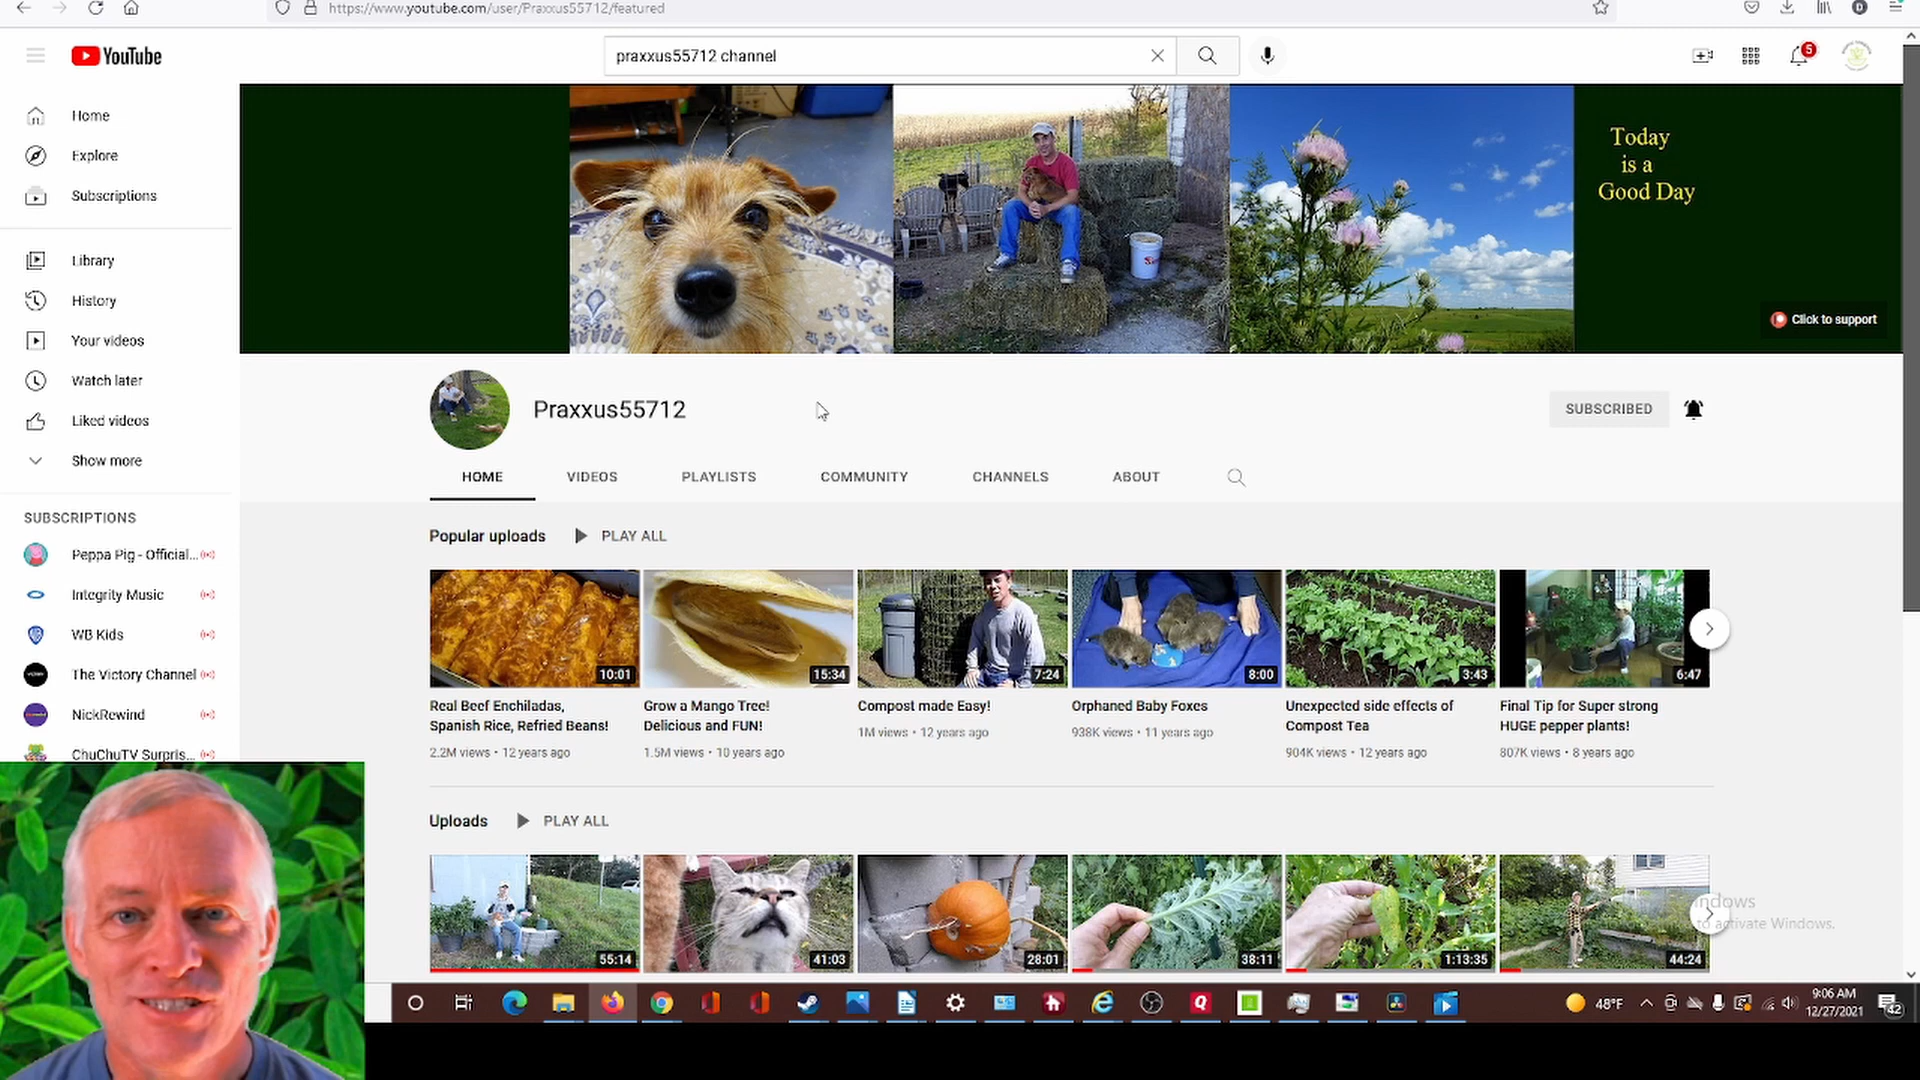 https://www.youtube.com/user/Praxxus55712/featured
YouTube
praxxus55712 channel
5
Home
Explore
Subscriptions
Library
History
Your videos
Watch later
Liked videos
Show more
SUBSCRIPTIONS
Peppa Pig - Official...
Integrity Music
WB Kids
The Victory Channel
NickRewind
ChuChuTV Surpris...
Today
is a
Good Day
Click to support
Praxxus55712
SUBSCRIBED
HOME VIDEOS PLAYLISTS COMMUNITY CHANNELS ABOUT
Popular uploads PLAY ALL
10:01 15:34 7:24 8:00 3:43 6:47
Real Beef Enchiladas,
Spanish Rice, Refried Beans!
2.2M views • 12 years ago
Grow a Mango Tree!
Delicious and FUN!
1.5M views • 10 years ago
Compost made Easy!
1M views • 12 years ago
Orphaned Baby Foxes
938K views • 11 years ago
Unexpected side effects of
Compost Tea
904K views • 12 years ago
Final Tip for Super strong
HUGE pepper plants!
807K views • 8 years ago
Uploads PLAY ALL
55:14 41:03 28:01 38:11 1:13:35 44:24
indows
to activate Windows.
48°F
9:06 AM
12/27/2021
42